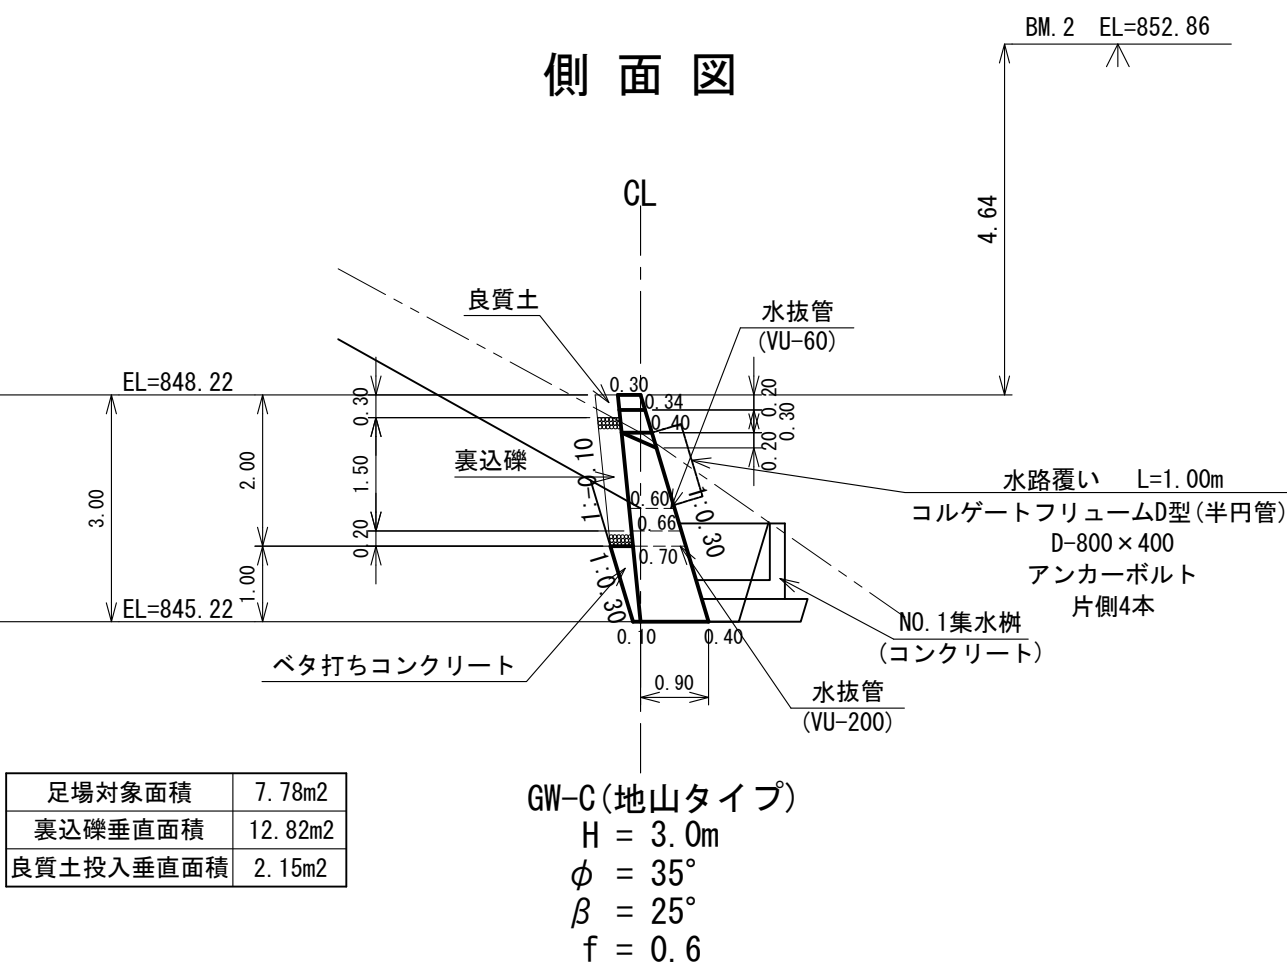 側面図
BM.2 EL=852.86
4.64
CL
良質土
水抜管
(VU-60)
EL=848.22
0.30
0.34
0.40
0.20
0.30
0.20
0.30
1.50
0.20
2.00
1.00
3.00
裏込礫
1:0.10
0.60
0.66
0.70
1:0.30
1:0.30
水路覆い L=1.00m
コルゲートフリュームD型(半円管)
D-800×400
アンカーボルト
片側4本
EL=845.22
0.10
0.40
NO.1集水桝
(コンクリート)
ベタ打ちコンクリート
0.90
水抜管
(VU-200)
足場対象面積 7.78m2
裏込礫垂直面積 12.82m2
良質土投入垂直面積 2.15m2
GW-C(地山タイプ)
H = 3.0m
φ = 35°
β = 25°
f = 0.6